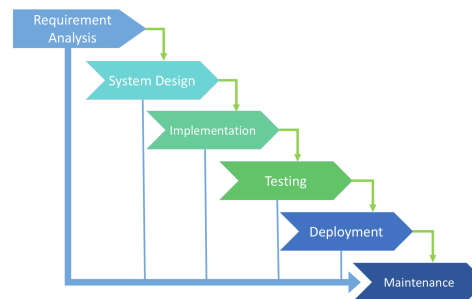 Requirement
Analysis
System Design
Implementation
Testing
Deployment
Maintenance